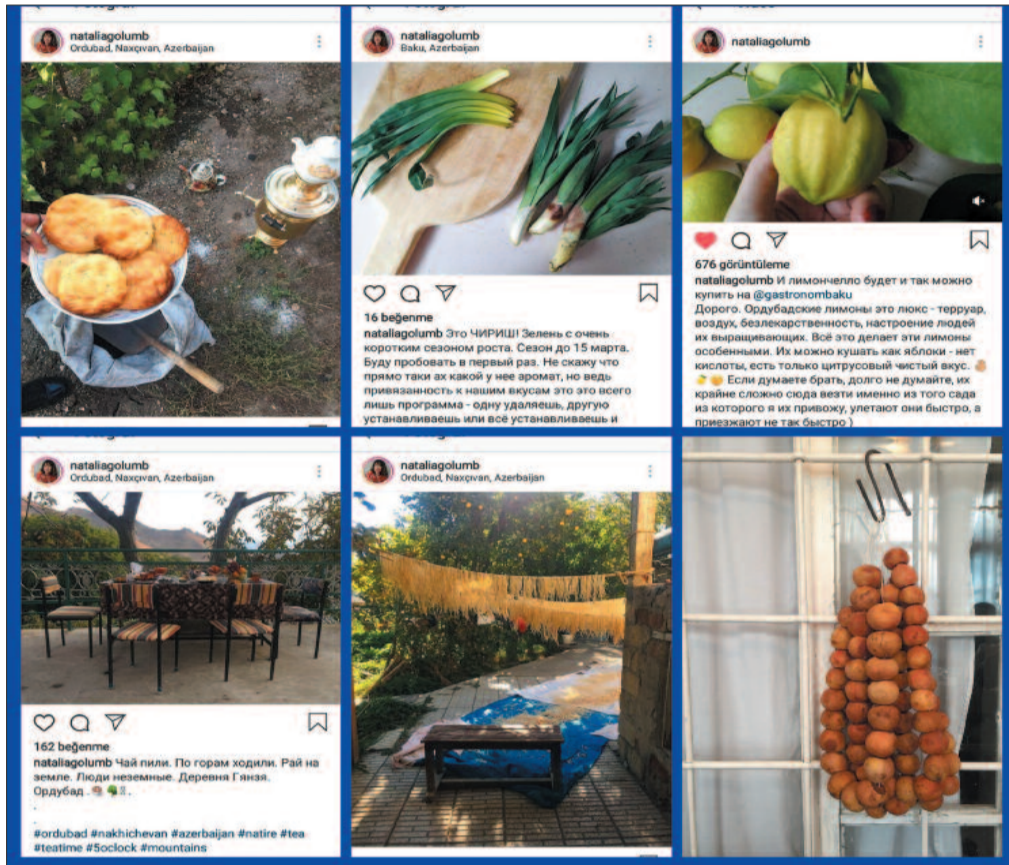 nataliagolumb
Ordubad, Naxçıvan, Azerbaijan
nataliagolumb
Baku, Azerbaijan
16 beğenme
nataliagolumb Это ЧИРИШ! Зелень с очень
коротким сезоном роста. Сезон до 15 марта.
Буду пробовать в первый раз. Не скажу что
прямо таки ах какой у нее аромат, но ведь
привязанность к нашим вкусам это это всего
лишь программа - одну удаляешь, другую
устанавливаешь или всё устанавливаешь и
nataliagolumb
676 görüntüleme
nataliagolumb И лимончелло будет и так можно
купить на @gastronombaku
Дорого. Ордубадские лимоны это люкс - терруар,
воздух, безлекарственность, настроение людей
их выращивающих. Всё это делает эти лимоны
особенными. Их можно кушать как яблоки - нет
кислоты, есть только цитрусовый чистый вкус.
Если думаете брать, долго не думайте, их
крайне сложно сюда везти именно из того сада
из которого я их привожу, улетают они быстро, а
приезжают не так быстро )
nataliagolumb
Ordubad, Naxçıvan, Azerbaijan
162 beğenme
nataliagolumb Чай пили. По горам ходили. Рай на
земле. Люди неземные. Деревня Гянзя.
Ордубад .
.
.
#ordubad #nakhichevan #azerbaijan #natire #tea
#teatime #5oclock #mountains
nataliagolumb
Ordubad, Naxçıvan, Azerbaijan